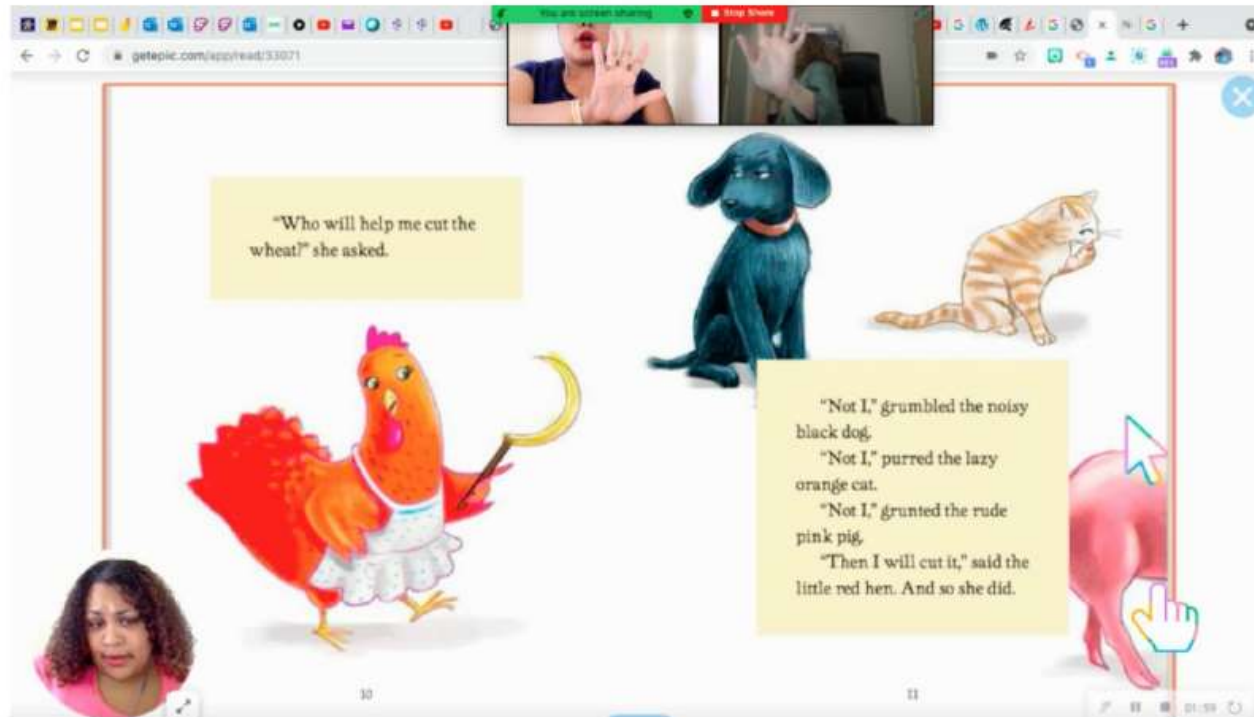 You are screen sharing
Stop Share
getepic.com/app/read/33071
“Who will help me cut the
wheat?” she asked.
“Not I,” grumbled the noisy
black dog.
“Not I,” purred the lazy
orange cat.
“Not I,” grunted the rude
pink pig.
“Then I will cut it,” said the
little red hen. And so she did.
10
11
01:59